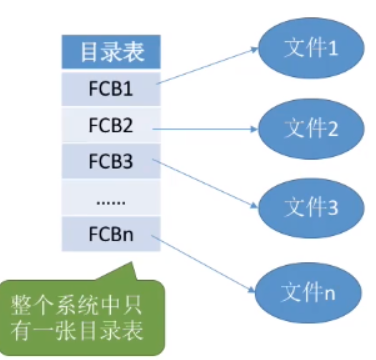 目录表
FCB1
FCB2
FCB3
......
FCBn
文件1
文件2
文件3
文件n
整个系统中只
有一张目录表